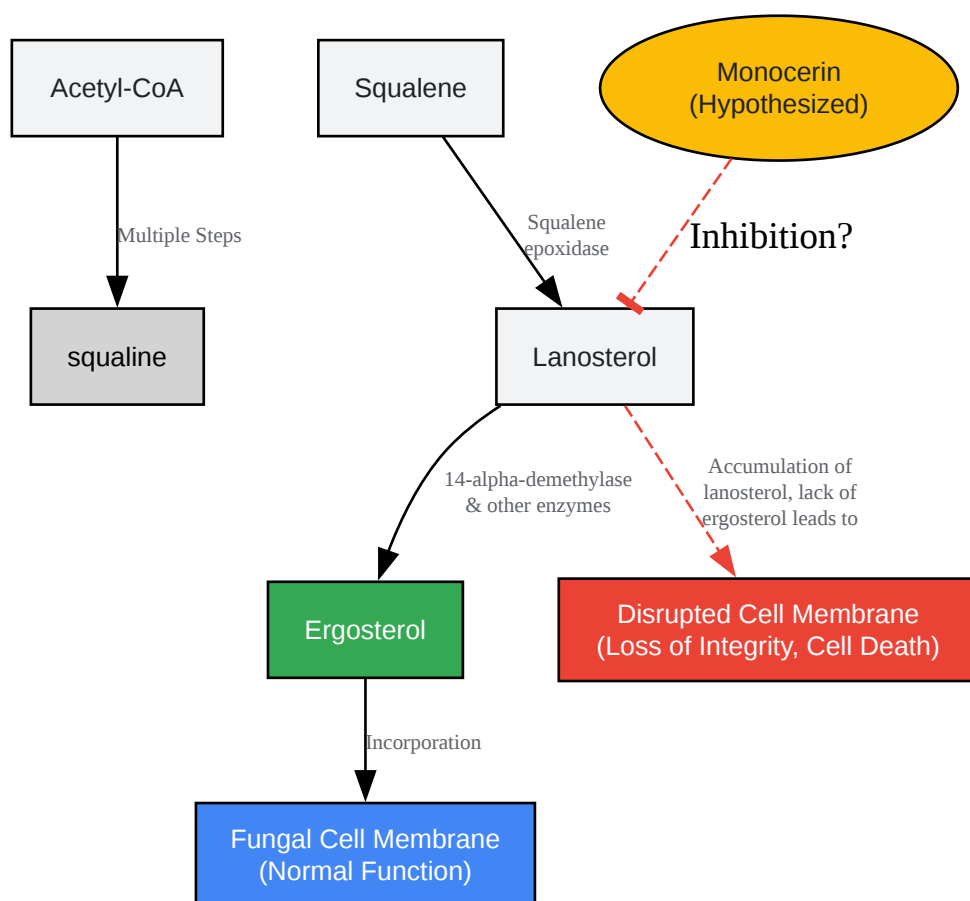 Acetyl-CoA
Squalene
Monocerin
(Hypothesized)
Multiple Steps
Squalene
epoxidase
Inhibition?
squaline
Lanosterol
14-alpha-demethylase
& other enzymes
Accumulation of
lanosterol, lack of
ergosterol leads to
Ergosterol
Disrupted Cell Membrane
(Loss of Integrity, Cell Death)
Incorporation
Fungal Cell Membrane
(Normal Function)